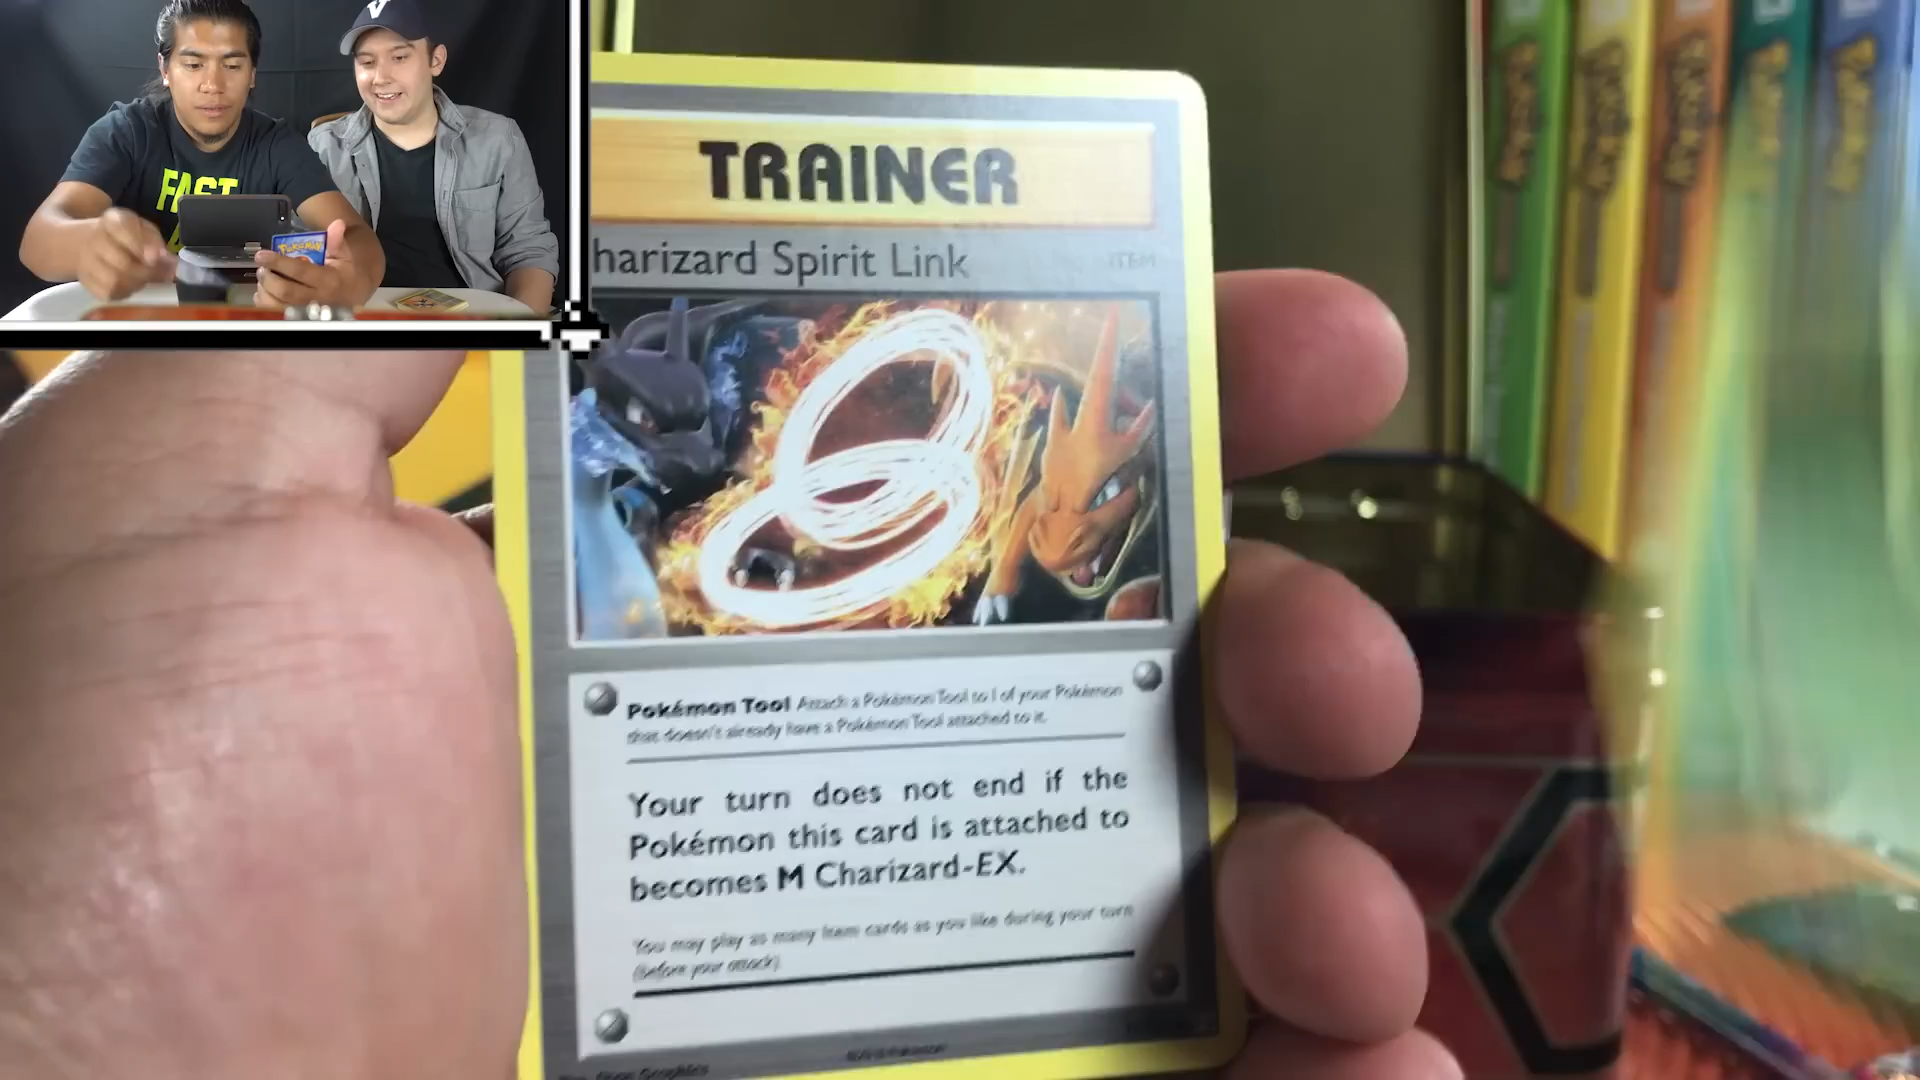 V
FAST
TRAINER
harizard Spirit Link
ITEM
Pokémon Tool Attach a Pokémon Tool to 1 of your Pokémon
that doesn't already have a Pokémon Tool attached to it.
Your turn does not end if the
Pokémon this card is attached to
becomes M Charizard-EX.
You may play as many Item cards as you like during your turn
(before your attack).